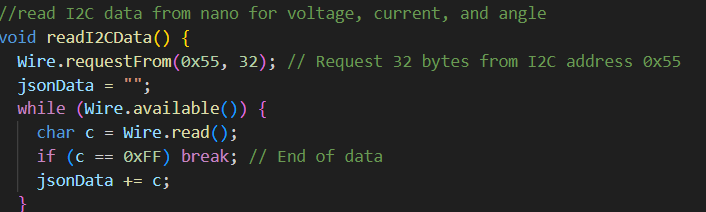 //read I2C data from nano for voltage, current, and angle
void readI2CData() {
  Wire.requestFrom(0x55, 32); // Request 32 bytes from I2C address 0x55
  jsonData = "";
  while (Wire.available()) {
    char c = Wire.read();
    if (c == 0xFF) break; // End of data
    jsonData += c;
  }